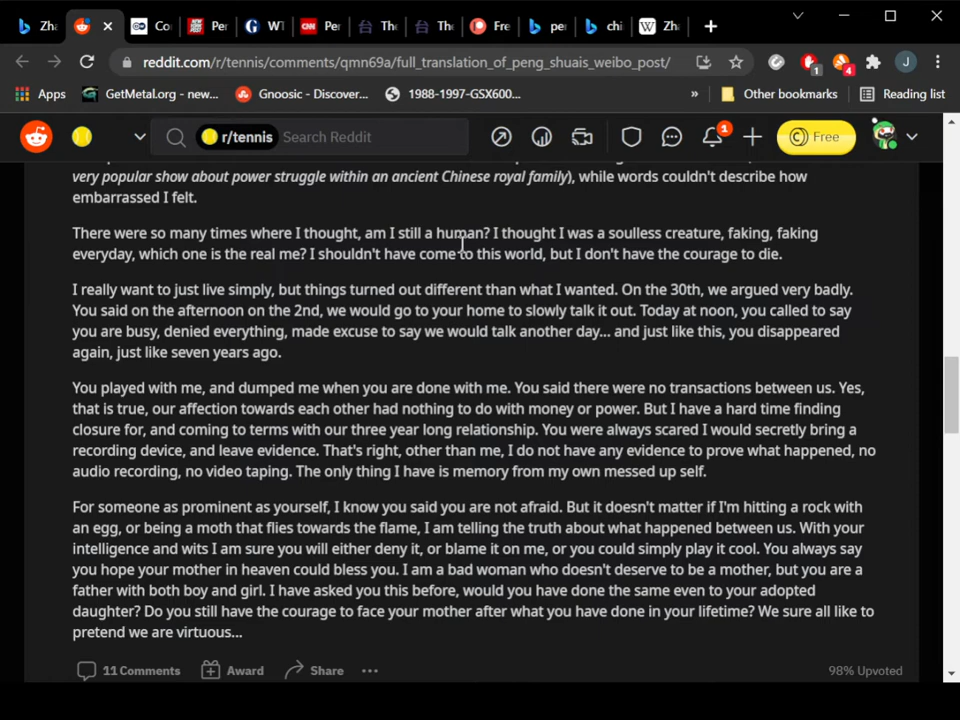 Zha
Co
Per
WT
CNN
Per
The
The
Fre
per
chi
W
Zha
reddit.com/r/tennis/comments/qmn69a/full_translation_of_peng_shuais_weibo_post/
1
4
J
Apps
GetMetal.org - new...
Gnoosic - Discover...
1988-1997-GSX600...
»
Other bookmarks
Reading list
r/tennis
Search Reddit
1
Free
very popular show about power struggle within an ancient Chinese royal family), while words couldn't describe how
embarrassed I felt.
There were so many times where I thought, am I still a human? I thought I was a soulless creature, faking, faking
everyday, which one is the real me? I shouldn't have come to this world, but I don't have the courage to die.
I really want to just live simply, but things turned out different than what I wanted. On the 30th, we argued very badly.
You said on the afternoon on the 2nd, we would go to your home to slowly talk it out. Today at noon, you called to say
you are busy, denied everything, made excuse to say we would talk another day... and just like this, you disappeared
again, just like seven years ago.
You played with me, and dumped me when you are done with me. You said there were no transactions between us. Yes,
that is true, our affection towards each other had nothing to do with money or power. But I have a hard time finding
closure for, and coming to terms with our three year long relationship. You were always scared I would secretly bring a
recording device, and leave evidence. That's right, other than me, I do not have any evidence to prove what happened, no
audio recording, no video taping. The only thing I have is memory from my own messed up self.
For someone as prominent as yourself, I know you said you are not afraid. But it doesn't matter if I'm hitting a rock with
an egg, or being a moth that flies towards the flame, I am telling the truth about what happened between us. With your
intelligence and wits I am sure you will either deny it, or blame it on me, or you could simply play it cool. You always say
you hope your mother in heaven could bless you. I am a bad woman who doesn't deserve to be a mother, but you are a
father with both boy and girl. I have asked you this before, would you have done the same even to your adopted
daughter? Do you still have the courage to face your mother after what you have done in your lifetime? We sure all like to
pretend we are virtuous...
11 Comments
Award
Share
98% Upvoted